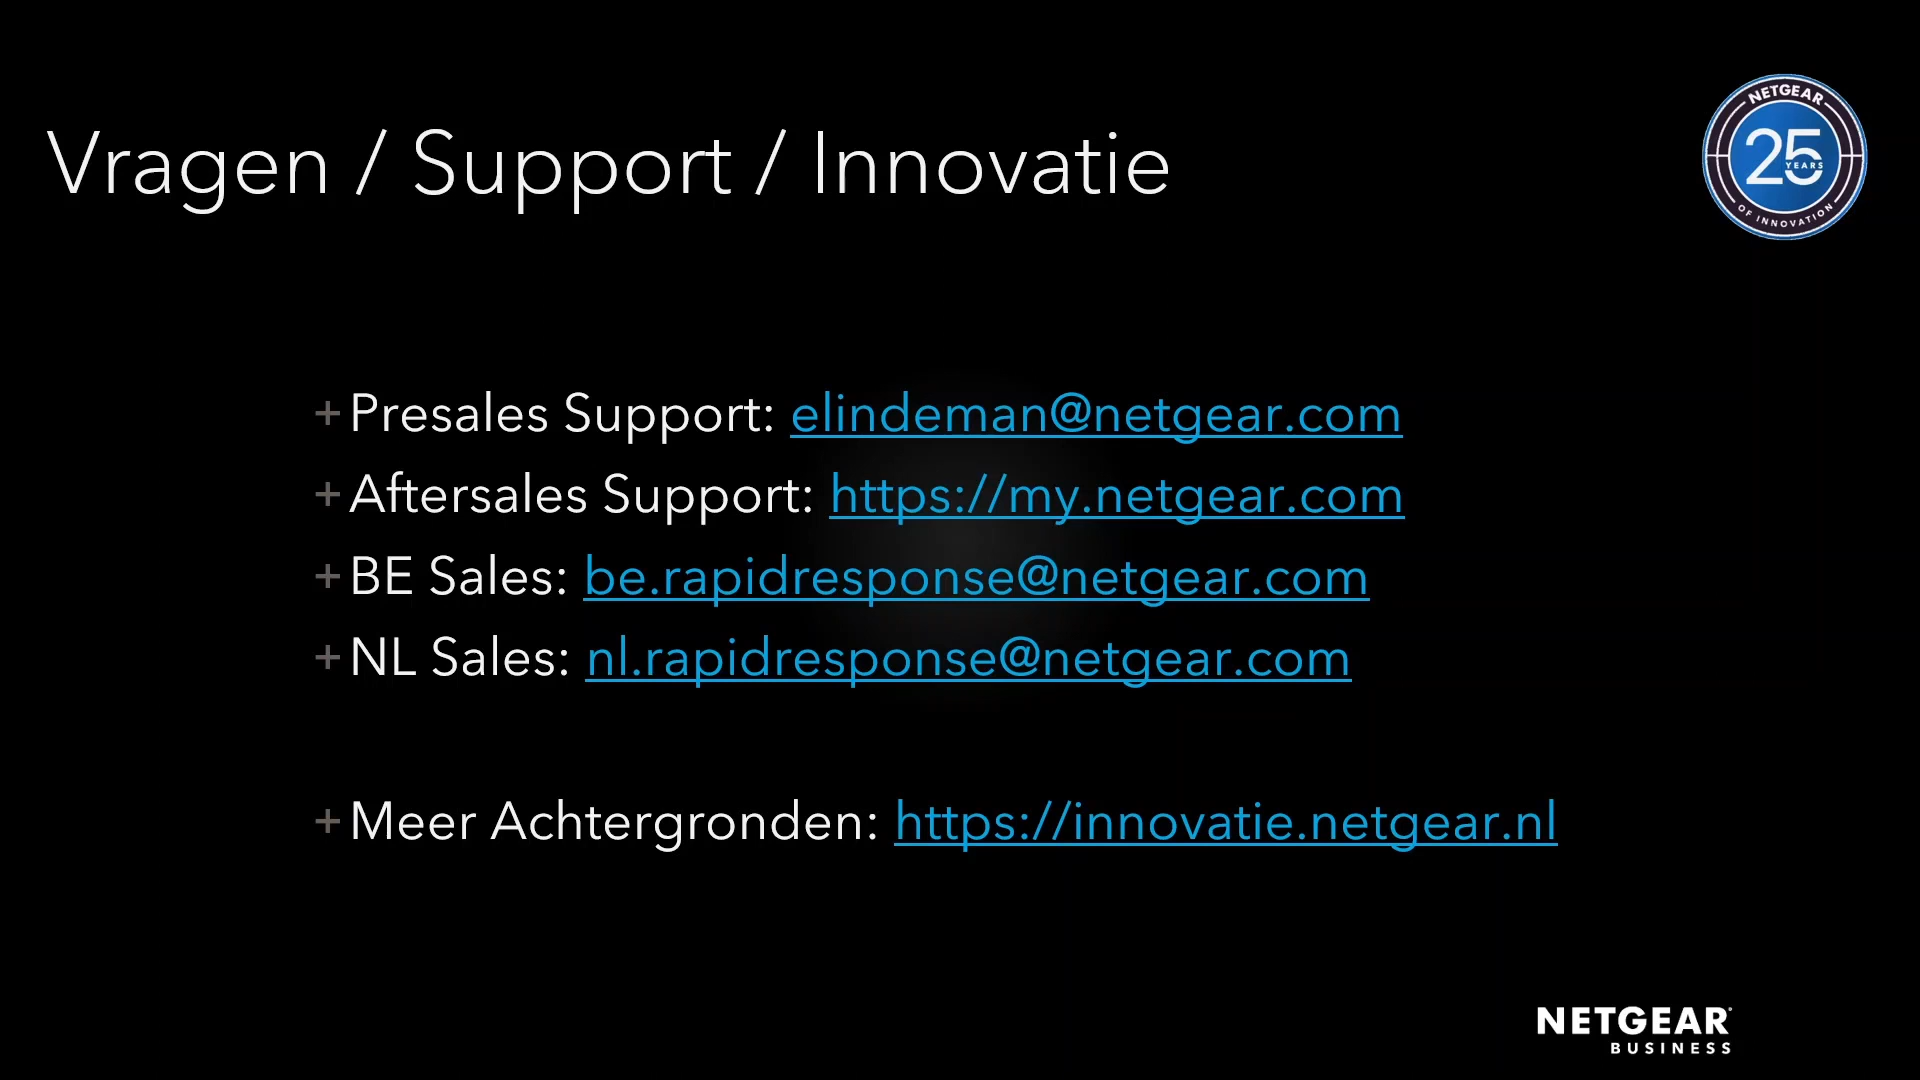 Vragen / Support / Innovatie
NETGEAR
25
YEARS
OF INNOVATION
+ Presales Support: elindeman@netgear.com
+ Aftersales Support: https://my.netgear.com
+ BE Sales: be.rapidresponse@netgear.com
+ NL Sales: nl.rapidresponse@netgear.com
+ Meer Achtergronden: https://innovatie.netgear.nl
NETGEAR®
BUSINESS